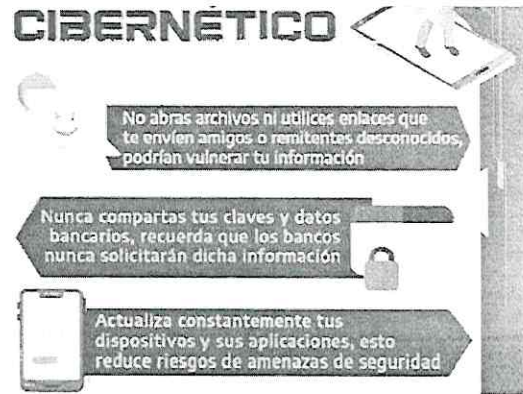 CIBERNÉTICO
No abras archivos ni utilices enlaces que
te envíen amigos o remitentes desconocidos,
podrían vulnerar tu información
Nunca compartas tus claves y datos
bancarios, recuerda que los bancos
nunca solicitarán dicha información
Actualiza constantemente tus
dispositivos y sus aplicaciones, esto
reduce riesgos de amenazas de seguridad